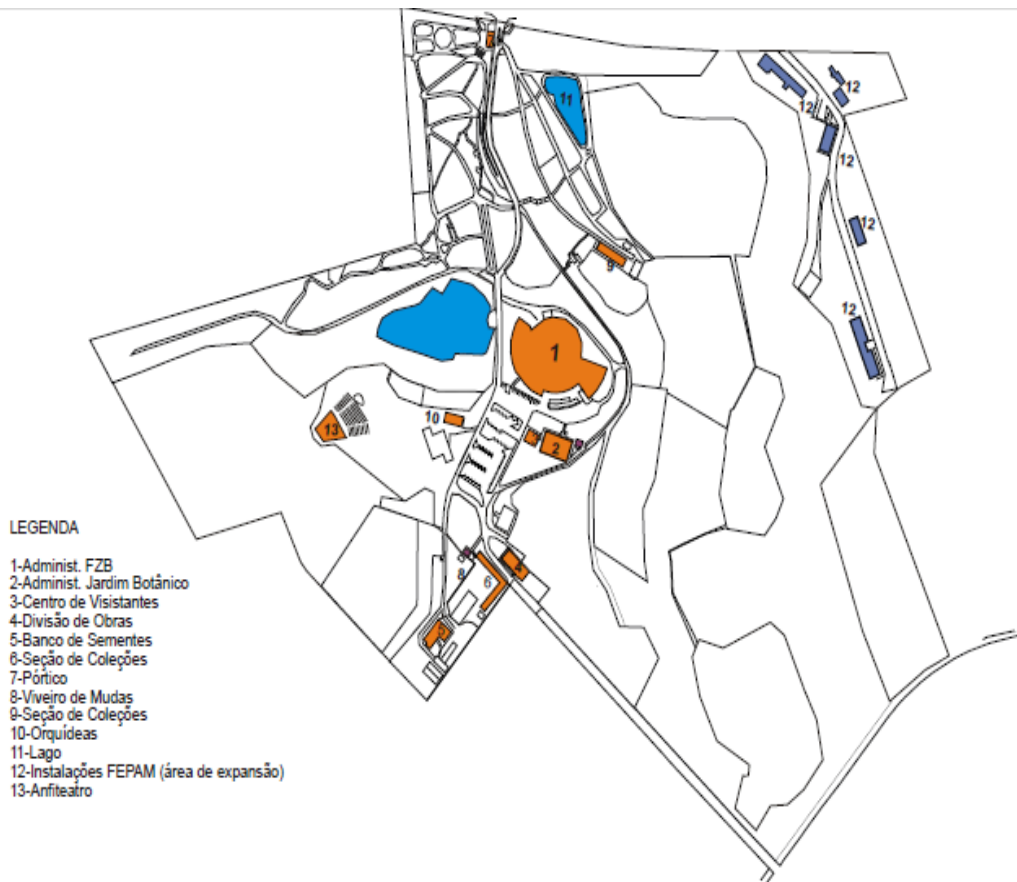 11
12
12
12
12
12
9
1
10
13
2
4
8
6
5
LEGENDA
1-Administ. FZB
2-Administ. Jardim Botânico
3-Centro de Visistantes
4-Divisão de Obras
5-Banco de Sementes
6-Seção de Coleções
7-Pórtico
8-Viveiro de Mudas
9-Seção de Coleções
10-Orquídeas
11-Lago
12-Instalações FEPAM (área de expansão)
13-Anfiteatro